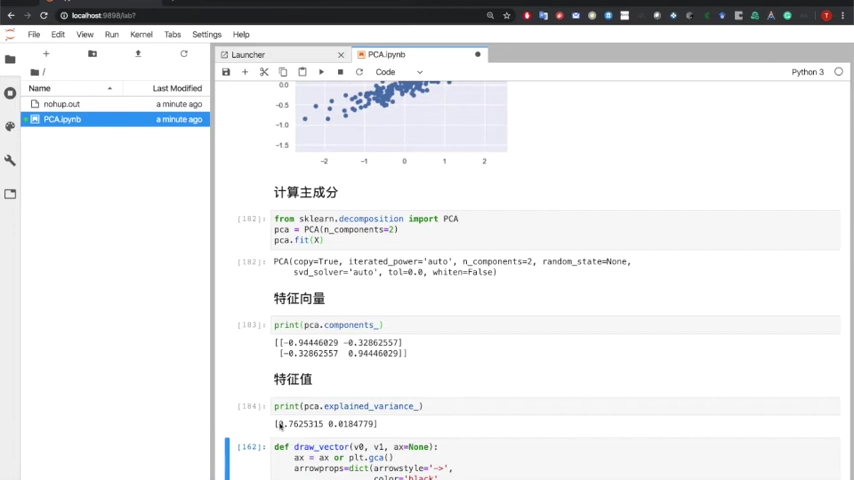 localhost:9898/lab?
File Edit View Run Kernel Tabs Settings Help
Launcher PCA.ipynb
Code Python 3
/
Name Last Modified
nohup.out a minute ago
PCA.ipynb a minute ago
0.0
-0.5
-1.0
-1.5
-2 -1 0 1 2
计算主成分
[182]: from sklearn.decomposition import PCA
pca = PCA(n_components=2)
pca.fit(X)
[182]: PCA(copy=True, iterated_power='auto', n_components=2, random_state=None,
svd_solver='auto', tol=0.0, whiten=False)
特征向量
[183]: print(pca.components_)
[[-0.94446029 -0.32862557]
[-0.32862557 0.94446029]]
特征值
[184]: print(pca.explained_variance_)
[0.7625315 0.0184779]
[162]: def draw_vector(v0, v1, ax=None):
ax = ax or plt.gca()
arrowprops=dict(arrowstyle='->',
color='black'